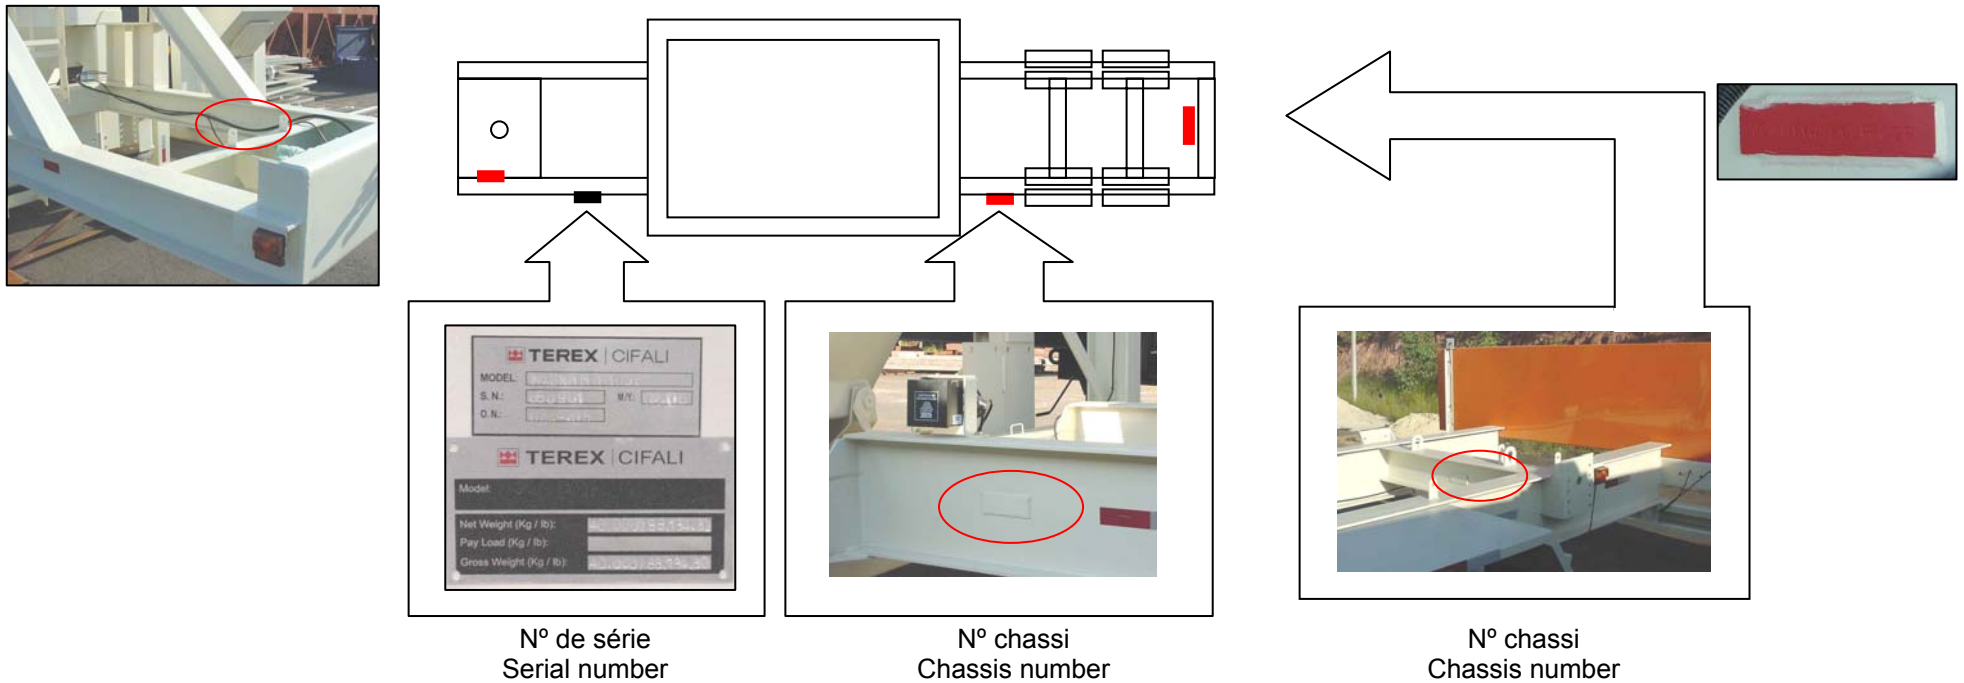 TEREX | CIFALI
MODEL:
S. N.:
M/Y:
O. N.:
TEREX | CIFALI
Model:
Net Weight (Kg / lb):
Pay Load (Kg / lb):
Gross Weight (Kg / lb):
Nº de série
Serial number
Nº chassi
Chassis number
Nº chassi
Chassis number